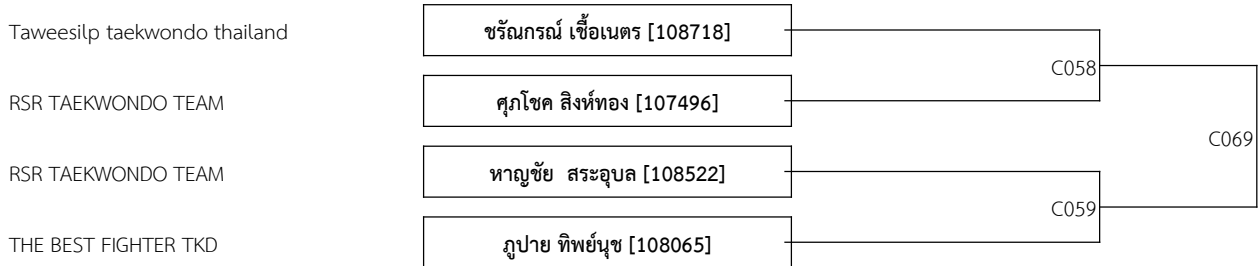 Taweesilp taekwondo thailand
ชรัณกรณ์ เชื้อเนตร [108718]
C058
RSR TAEKWONDO TEAM
ศุภโชค สิงห์ทอง [107496]
C069
RSR TAEKWONDO TEAM
หาญชัย  สระอุบล [108522]
C059
THE BEST FIGHTER TKD
ภูปาย ทิพย์นุช [108065]